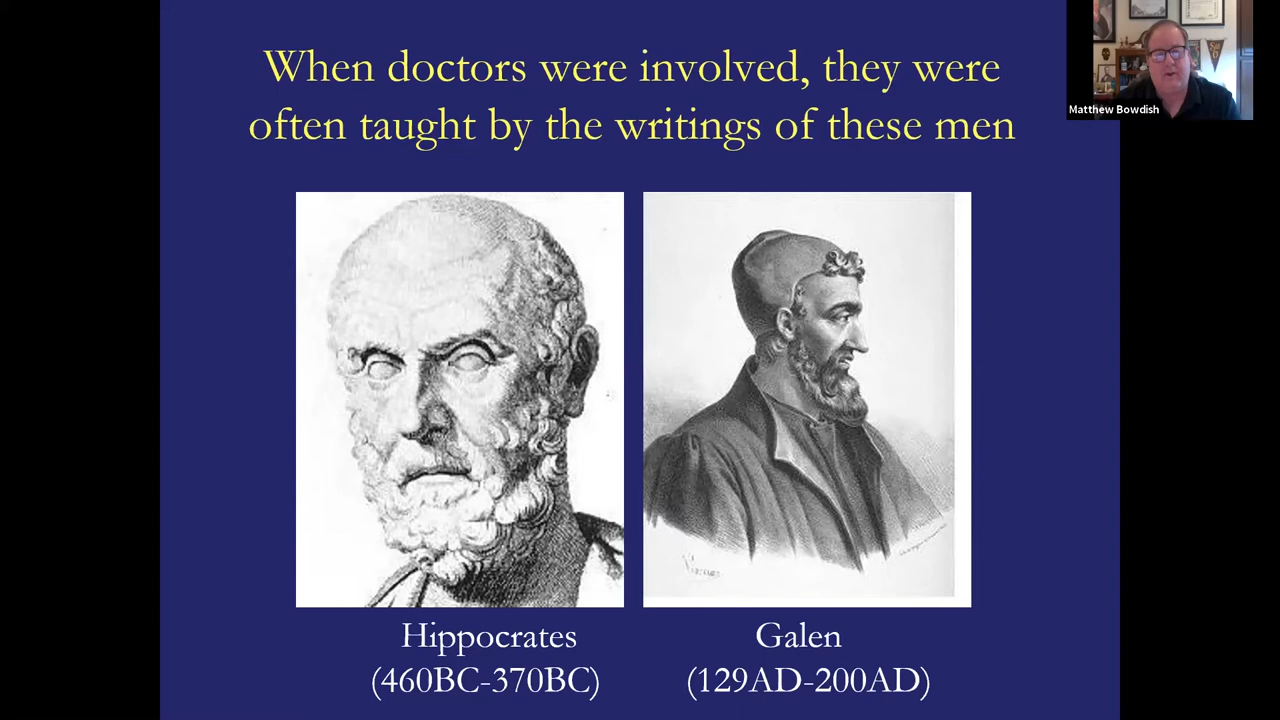 When doctors were involved, they were
often taught by the writings of these men
Matthew Bowdish
Hippocrates
(460BC-370BC)
Galen
(129AD-200AD)